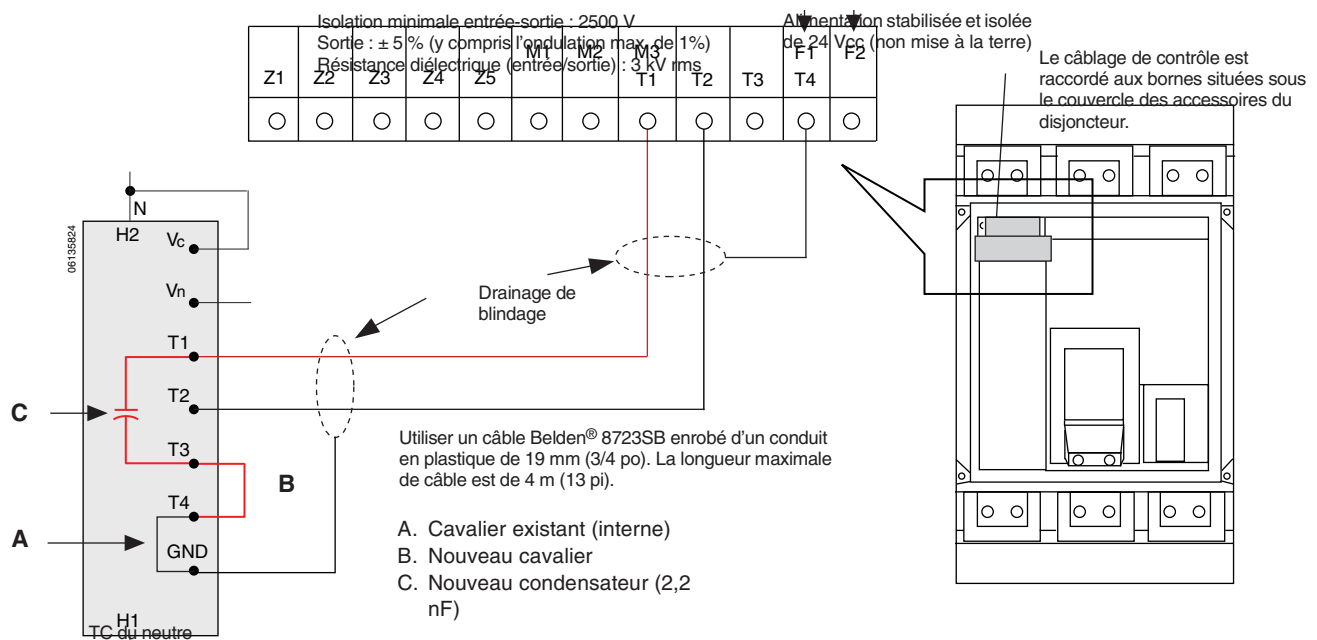 Isolation minimale entrée-sortie : 2500 V
Sortie : ± 5 % (y compris l'ondulation max. de 1%)
Résistance diélectrique (entrée/sortie) : 3 kV rms
Alimentation stabilisée et isolée
de 24 Vcc (non mise à la terre)
M1 M2 M3 F1 F2
Z1 Z2 Z3 Z4 Z5 T1 T2 T3 T4
Le câblage de contrôle est
raccordé aux bornes situées sous
le couvercle des accessoires du
disjoncteur.
N
H2
06135824
Vc
Vn
T1
T2
T3
T4
GND
H1
TC du neutre
C
B
A
Drainage de
blindage
Utiliser un câble Belden® 8723SB enrobé d'un conduit
en plastique de 19 mm (3/4 po). La longueur maximale
de câble est de 4 m (13 pi).
A. Cavalier existant (interne)
B. Nouveau cavalier
C. Nouveau condensateur (2,2
nF)